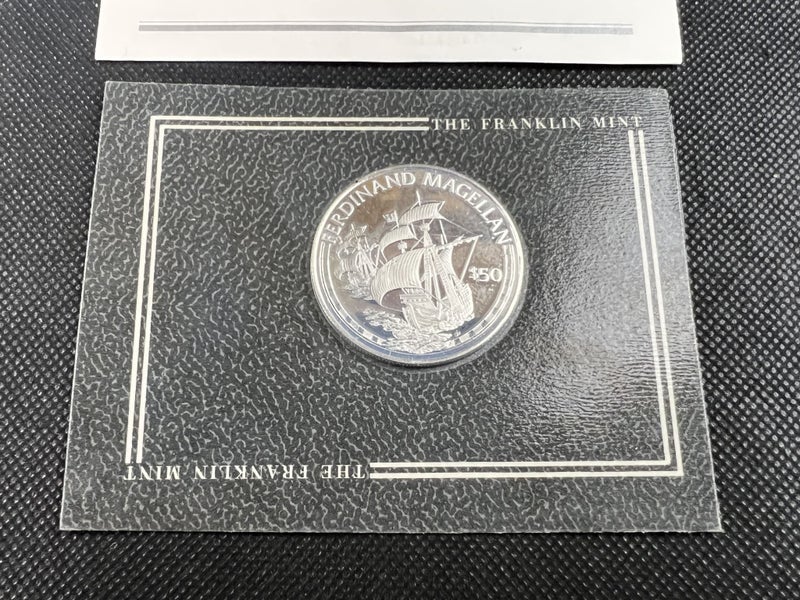 THE FRANKLIN MINT
FERDINAND MAGELLAN
$50
THE FRANKLIN MINT